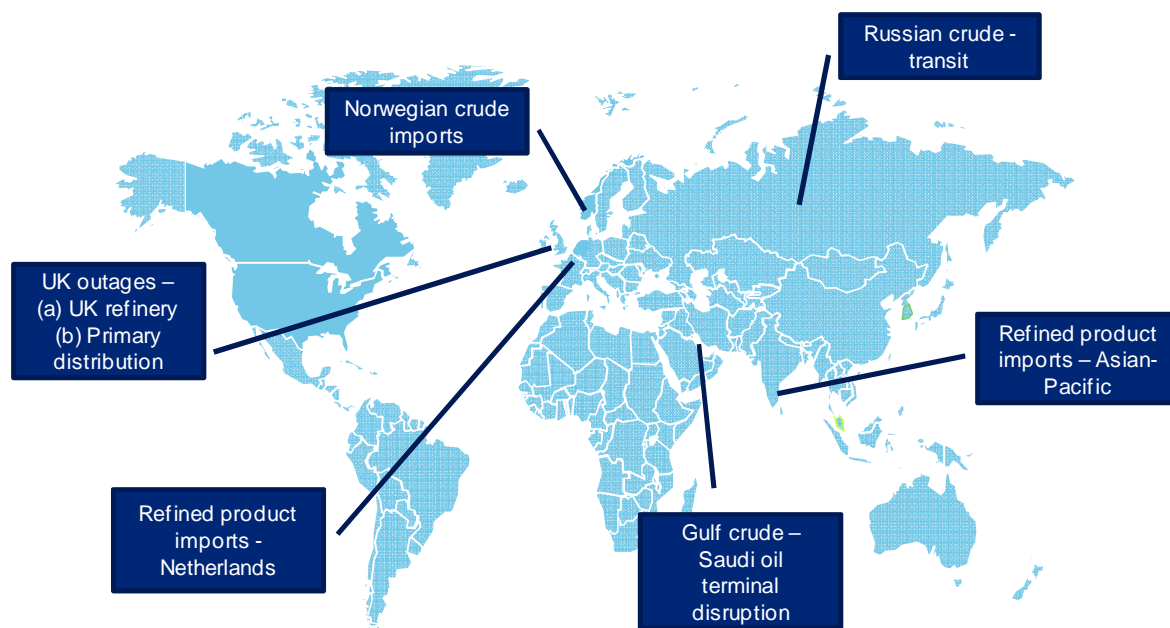 Russian crude -
transit
Norwegian crude
imports
UK outages –
(a) UK refinery
(b) Primary
distribution
Refined product
imports – Asian-
Pacific
Refined product
imports -
Netherlands
Gulf crude –
Saudi oil
terminal
disruption